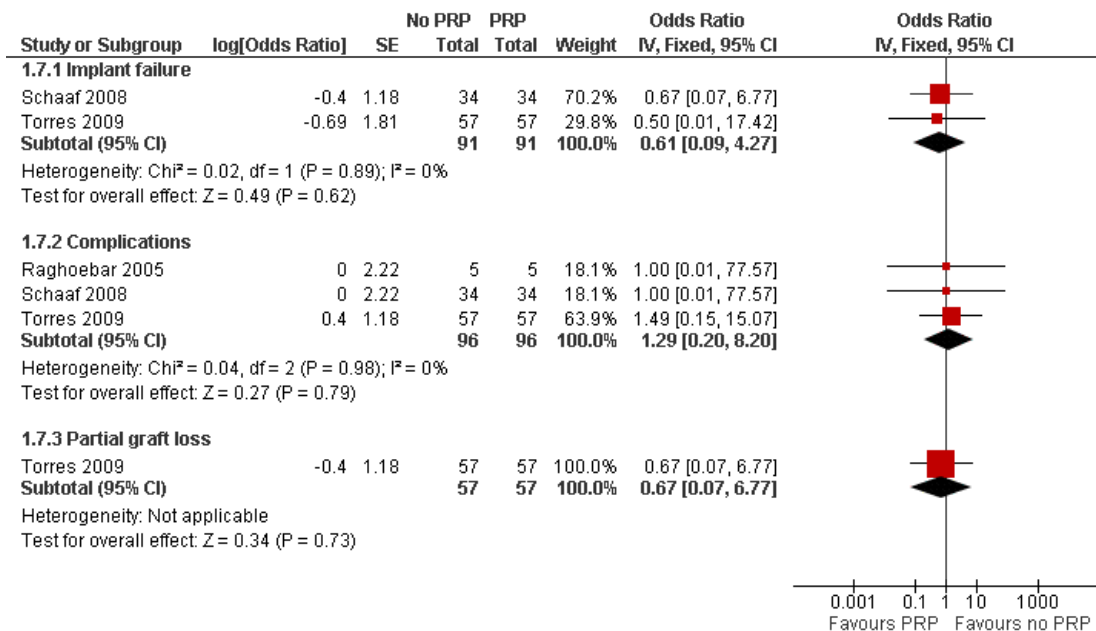 No PRP PRP Odds Ratio Odds Ratio
Study or Subgroup log[Odds Ratio] SE Total Total Weight IV, Fixed, 95% CI IV, Fixed, 95% CI
1.7.1 Implant failure
Schaaf 2008 -0.4 1.18 34 34 70.2% 0.67 [0.07, 6.77]
Torres 2009 -0.69 1.81 57 57 29.8% 0.50 [0.01, 17.42]
Subtotal (95% CI) 91 91 100.0% 0.61 [0.09, 4.27]
Heterogeneity: Chi² = 0.02, df = 1 (P = 0.89); I² = 0%
Test for overall effect: Z = 0.49 (P = 0.62)
1.7.2 Complications
Raghoebar 2005 0 2.22 5 5 18.1% 1.00 [0.01, 77.57]
Schaaf 2008 0 2.22 34 34 18.1% 1.00 [0.01, 77.57]
Torres 2009 0.4 1.18 57 57 63.9% 1.49 [0.15, 15.07]
Subtotal (95% CI) 96 96 100.0% 1.29 [0.20, 8.20]
Heterogeneity: Chi² = 0.04, df = 2 (P = 0.98); I² = 0%
Test for overall effect: Z = 0.27 (P = 0.79)
1.7.3 Partial graft loss
Torres 2009 -0.4 1.18 57 57 100.0% 0.67 [0.07, 6.77]
Subtotal (95% CI) 57 57 100.0% 0.67 [0.07, 6.77]
Heterogeneity: Not applicable
Test for overall effect: Z = 0.34 (P = 0.73)
0.001 0.1 1 10 1000
Favours PRP Favours no PRP